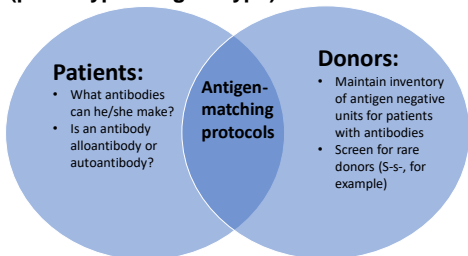 Patients:
• What antibodies
can he/she make?
• Is an antibody
alloantibody or
autoantibody?
Antigen-
matching
protocols
Donors:
• Maintain inventory
of antigen negative
units for patients
with antibodies
• Screen for rare
donors (S-s-, for
example)